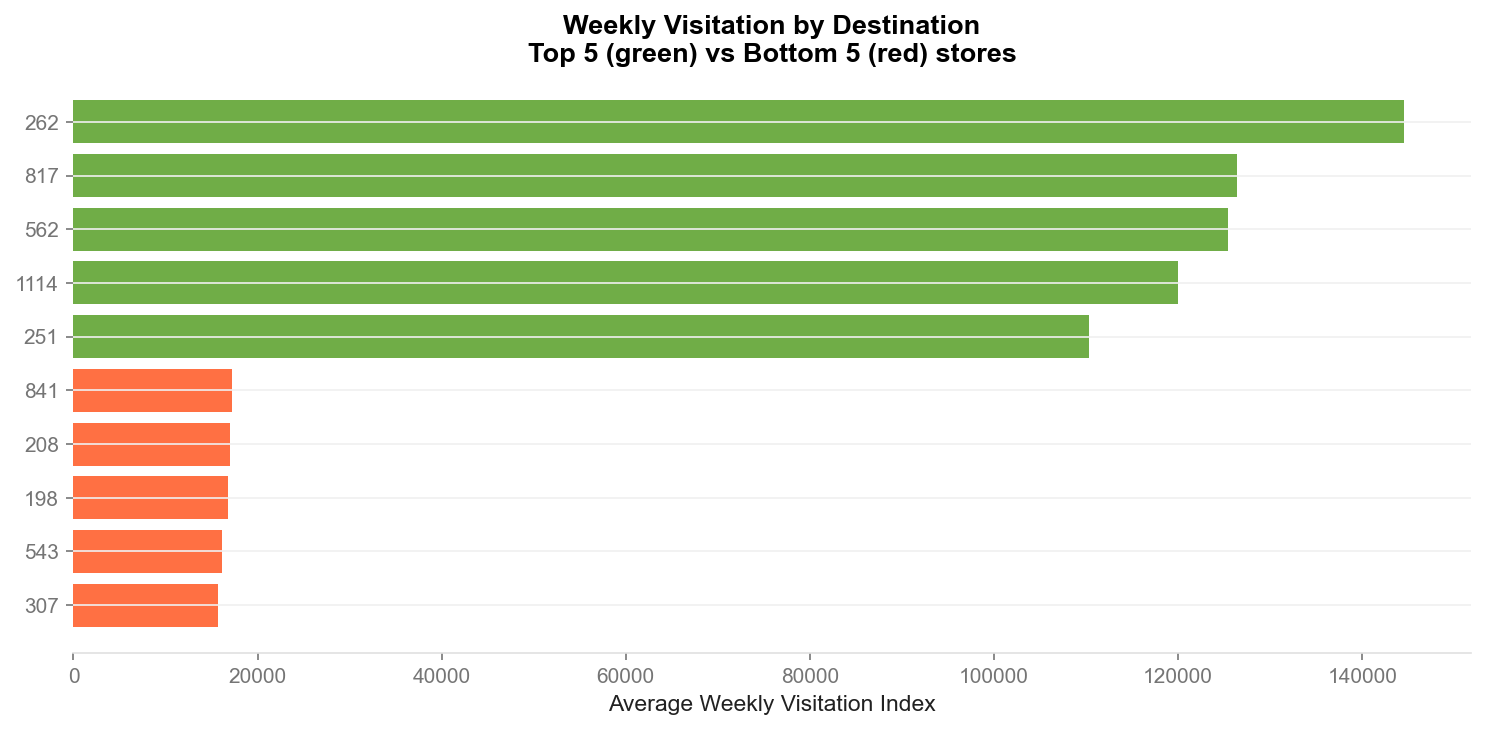 Weekly Visitation by Destination
Top 5 (green) vs Bottom 5 (red) stores
262
817
562
1114
251
841
208
198
543
307
0 20000 40000 60000 80000 100000 120000 140000
Average Weekly Visitation Index